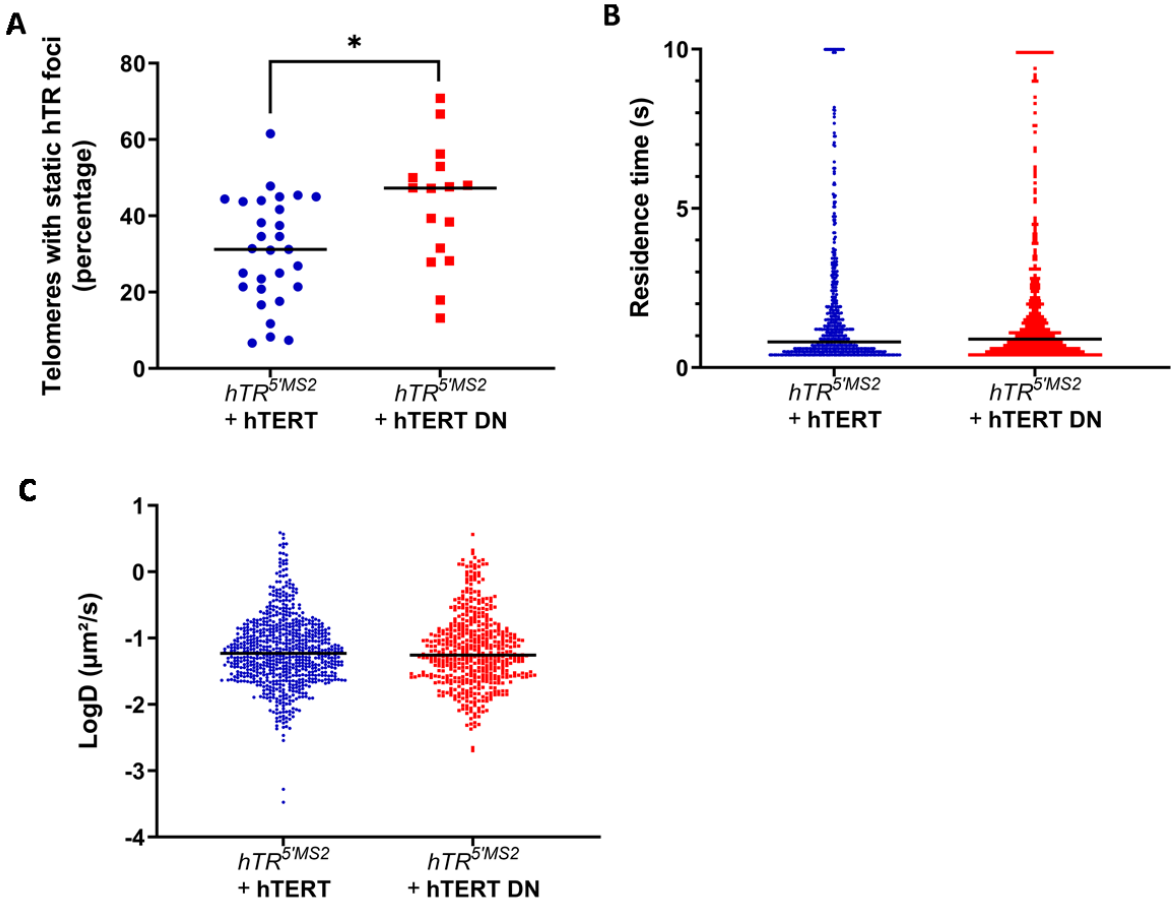 A
*
Telomeres with static hTR foci
(percentage)
80
60
40
20
0
hTR5'MS2
+ hTERT
hTR5'MS2
+ hTERT DN
B
Residence time (s)
10
5
0
hTR5'MS2
+ hTERT
hTR5'MS2
+ hTERT DN
C
LogD (µm²/s)
1
0
-1
-2
-3
-4
hTR5'MS2
+ hTERT
hTR5'MS2
+ hTERT DN